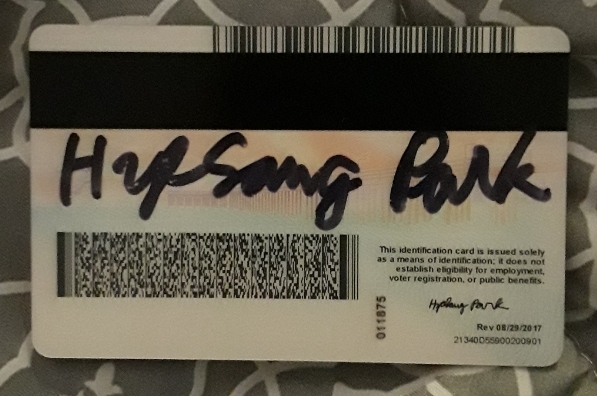 HyeSang Park
This identification card is issued solely
as a means of identification; it does not
establish eligibility for employment,
voter registration, or public benefits.
HyeSang Park
011875
Rev 08/29/2017
21340D55900200901